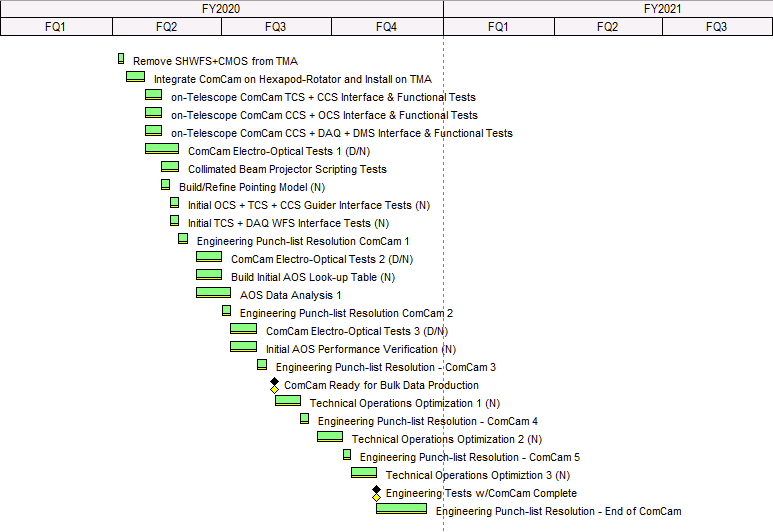 FY2020 FY2021
FQ1 FQ2 FQ3 FQ4 FQ1 FQ2 FQ3
Remove SHWFS+CMOS from TMA
Integrate ComCam on Hexapod-Rotator and Install on TMA
on-Telescope ComCam TCS + CCS Interface & Functional Tests
on-Telescope ComCam CCS + OCS Interface & Functional Tests
on-Telescope ComCam CCS + DAQ + DMS Interface & Functional Tests
ComCam Electro-Optical Tests 1 (D/N)
Collimated Beam Projector Scripting Tests
Build/Refine Pointing Model (N)
Initial OCS + TCS + CCS Guider Interface Tests (N)
Initial TCS + DAQ WFS Interface Tests (N)
Engineering Punch-list Resolution ComCam 1
ComCam Electro-Optical Tests 2 (D/N)
Build Initial AOS Look-up Table (N)
AOS Data Analysis 1
Engineering Punch-list Resolution ComCam 2
ComCam Electro-Optical Tests 3 (D/N)
Initial AOS Performance Verification (N)
Engineering Punch-list Resolution - ComCam 3
ComCam Ready for Bulk Data Production
Technical Operations Optimization 1 (N)
Engineering Punch-list Resolution - ComCam 4
Technical Operations Optimization 2 (N)
Engineering Punch-list Resolution - ComCam 5
Technical Operations Optimiztion 3 (N)
Engineering Tests w/ComCam Complete
Engineering Punch-list Resolution - End of ComCam